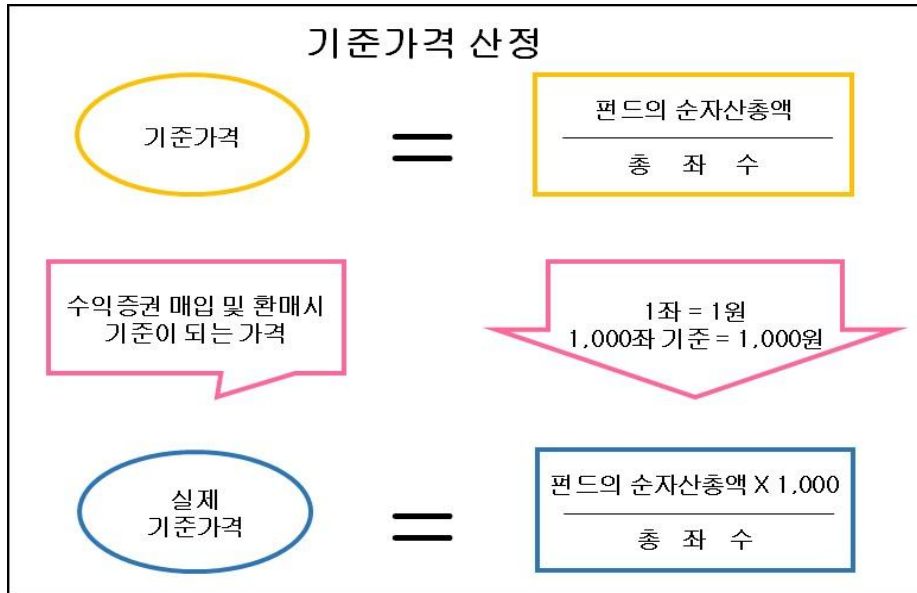 기준가격 산정
기준가격
=
펀드의 순자산총액
총 좌 수
수익증권 매입 및 환매시
기준이 되는 가격
1좌 = 1원
1,000좌 기준 = 1,000원
실제
기준가격
=
펀드의 순자산총액 X 1,000
총 좌 수